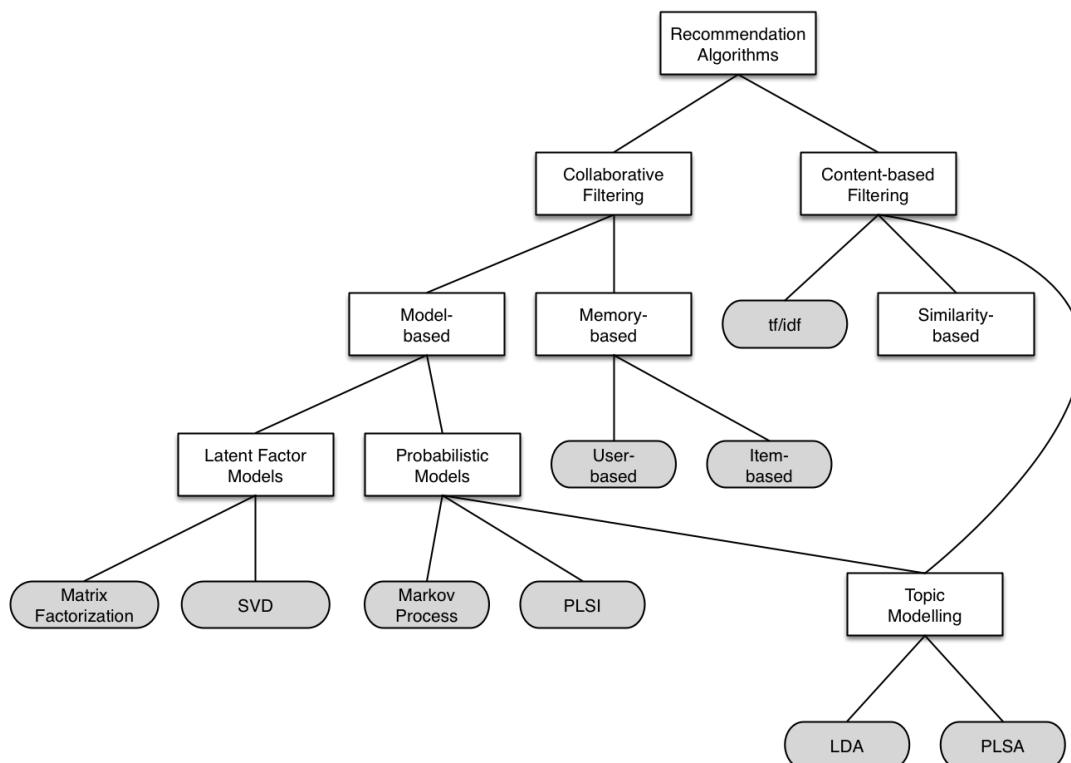 Recommendation
Algorithms
Collaborative
Filtering
Content-based
Filtering
Model-
based
Memory-
based
tf/idf
Similarity-
based
Latent Factor
Models
Probabilistic
Models
User-
based
Item-
based
Matrix
Factorization
SVD
Markov
Process
PLSI
Topic
Modelling
LDA
PLSA